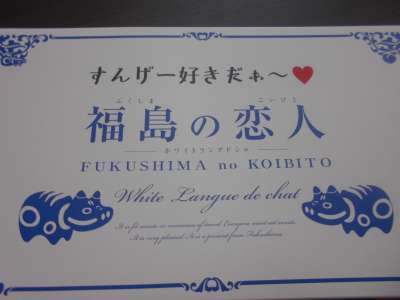 すんげー好きだぁ〜♥
ふくしま こいびと
福島の恋人
ホワイトラングドシャ
FUKUSHIMA no KOIBITO
White Langue de chat